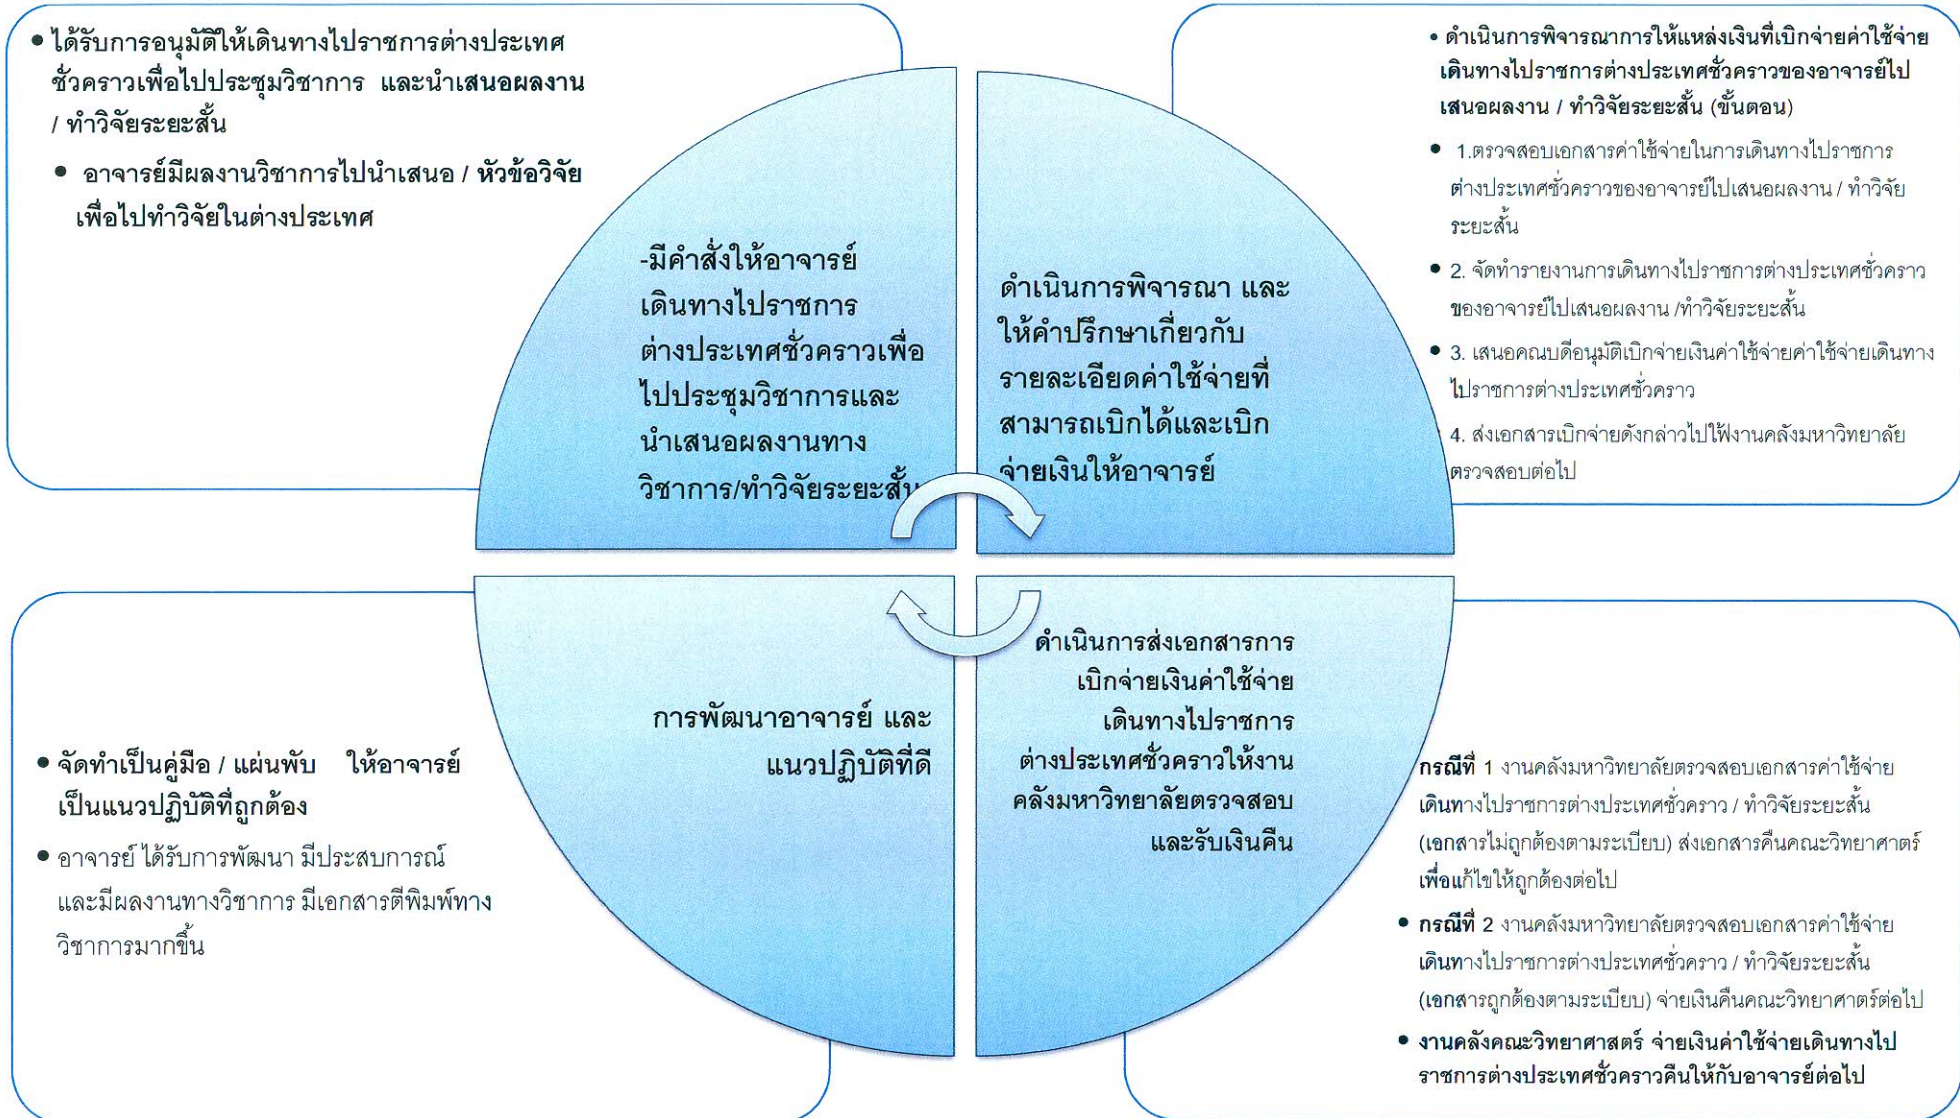 • ได้รับการอนุมัติให้เดินทางไปราชการต่างประเทศ
ชั่วคราวเพื่อไปประชุมวิชาการ และนำเสนอผลงาน
/ ทำวิจัยระยะสั้น
• อาจารย์มีผลงานวิชาการไปนำเสนอ / หัวข้อวิจัย
เพื่อไปทำวิจัยในต่างประเทศ
-มีคำสั่งให้อาจารย์
เดินทางไปราชการ
ต่างประเทศชั่วคราวเพื่อ
ไปประชุมวิชาการและ
นำเสนอผลงานทาง
วิชาการ/ทำวิจัยระยะสั้น
ดำเนินการพิจารณา และ
ให้คำปรึกษาเกี่ยวกับ
รายละเอียดค่าใช้จ่ายที่
สามารถเบิกได้และเบิก
จ่ายเงินให้อาจารย์
• ดำเนินการพิจารณาการให้แหล่งเงินที่เบิกจ่ายค่าใช้จ่าย
เดินทางไปราชการต่างประเทศชั่วคราวของอาจารย์ไป
เสนอผลงาน / ทำวิจัยระยะสั้น (ขั้นตอน)
• 1.ตรวจสอบเอกสารค่าใช้จ่ายในการเดินทางไปราชการ
ต่างประเทศชั่วคราวของอาจารย์ไปเสนอผลงาน / ทำวิจัย
ระยะสั้น
• 2. จัดทำรายงานการเดินทางไปราชการต่างประเทศชั่วคราว
ของอาจารย์ไปเสนอผลงาน /ทำวิจัยระยะสั้น
• 3. เสนอคณบดีอนุมัติเบิกจ่ายเงินค่าใช้จ่ายค่าใช้จ่ายเดินทาง
ไปราชการต่างประเทศชั่วคราว
4. ส่งเอกสารเบิกจ่ายดังกล่าวไปให้งานคลังมหาวิทยาลัย
ตรวจสอบต่อไป
• จัดทำเป็นคู่มือ / แผ่นพับ ให้อาจารย์
เป็นแนวปฏิบัติที่ถูกต้อง
• อาจารย์ ได้รับการพัฒนา มีประสบการณ์
และมีผลงานทางวิชาการ มีเอกสารตีพิมพ์ทาง
วิชาการมากขึ้น
การพัฒนาอาจารย์ และ
แนวปฏิบัติที่ดี
ดำเนินการส่งเอกสารการ
เบิกจ่ายเงินค่าใช้จ่าย
เดินทางไปราชการ
ต่างประเทศชั่วคราวให้งาน
คลังมหาวิทยาลัยตรวจสอบ
และรับเงินคืน
กรณีที่ 1 งานคลังมหาวิทยาลัยตรวจสอบเอกสารค่าใช้จ่าย
เดินทางไปราชการต่างประเทศชั่วคราว / ทำวิจัยระยะสั้น
(เอกสารไม่ถูกต้องตามระเบียบ) ส่งเอกสารคืนคณะวิทยาศาตร์
เพื่อแก้ไขให้ถูกต้องต่อไป
• กรณีที่ 2 งานคลังมหาวิทยาลัยตรวจสอบเอกสารค่าใช้จ่าย
เดินทางไปราชการต่างประเทศชั่วคราว / ทำวิจัยระยะสั้น
(เอกสารถูกต้องตามระเบียบ) จ่ายเงินคืนคณะวิทยาศาตร์ต่อไป
• งานคลังคณะวิทยาศาสตร์ จ่ายเงินค่าใช้จ่ายเดินทางไป
ราชการต่างประเทศชั่วคราวคืนให้กับอาจารย์ต่อไป